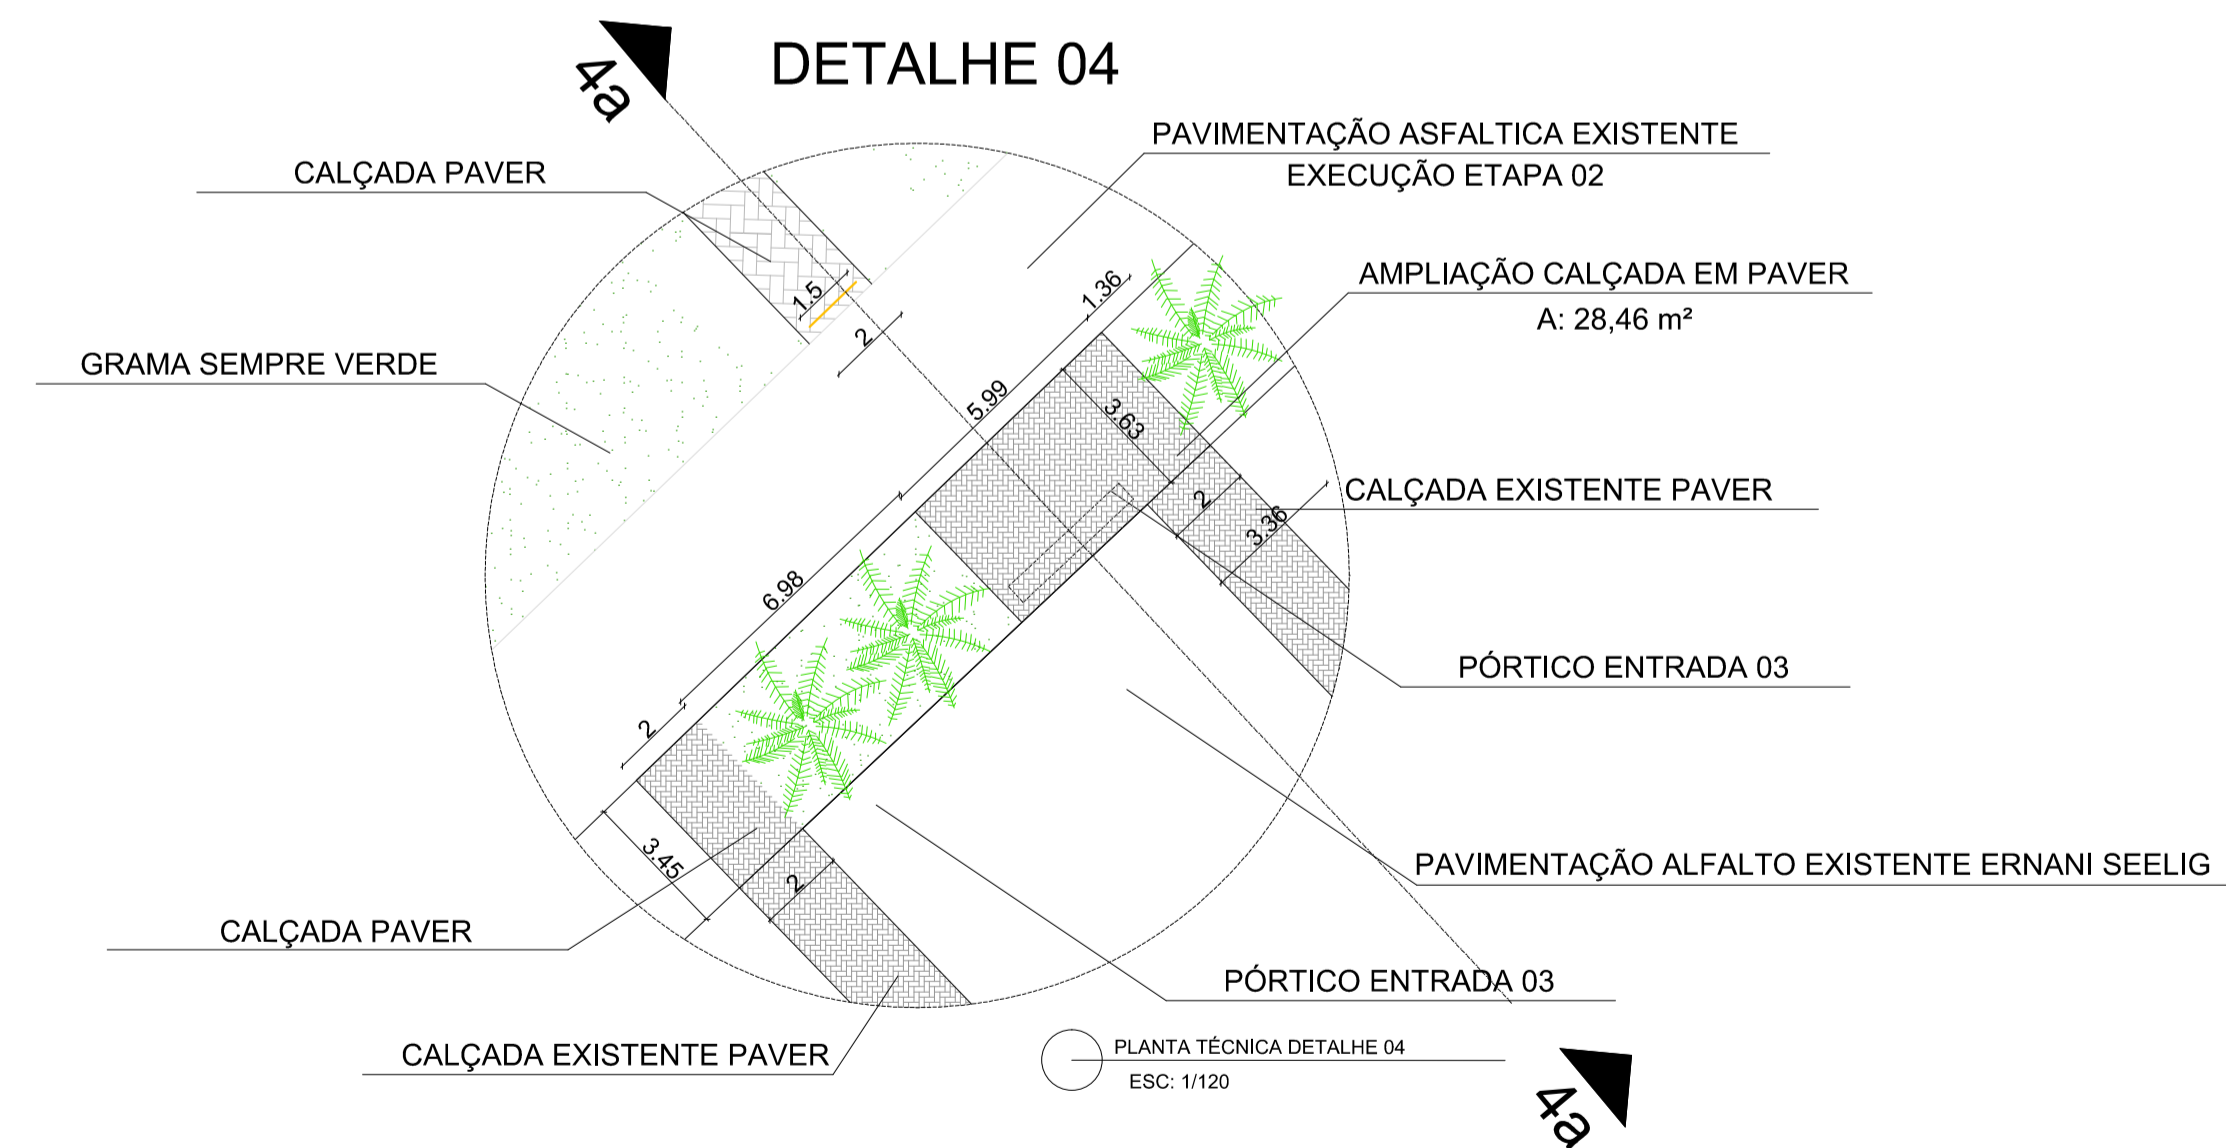 4a
DETALHE 04
PAVIMENTAÇÃO ASFALTICA EXISTENTE
EXECUÇÃO ETAPA 02
CALÇADA PAVER
AMPLIAÇÃO CALÇADA EM PAVER
A: 28,46 m²
1.5
1.36
2
GRAMA SEMPRE VERDE
5.99
3.63
CALÇADA EXISTENTE PAVER
2
3.36
6.98
PÓRTICO ENTRADA 03
2
3.45
2
PAVIMENTAÇÃO ALFALTO EXISTENTE ERNANI SEELIG
CALÇADA PAVER
PÓRTICO ENTRADA 03
CALÇADA EXISTENTE PAVER
PLANTA TÉCNICA DETALHE 04
ESC: 1/120
4a